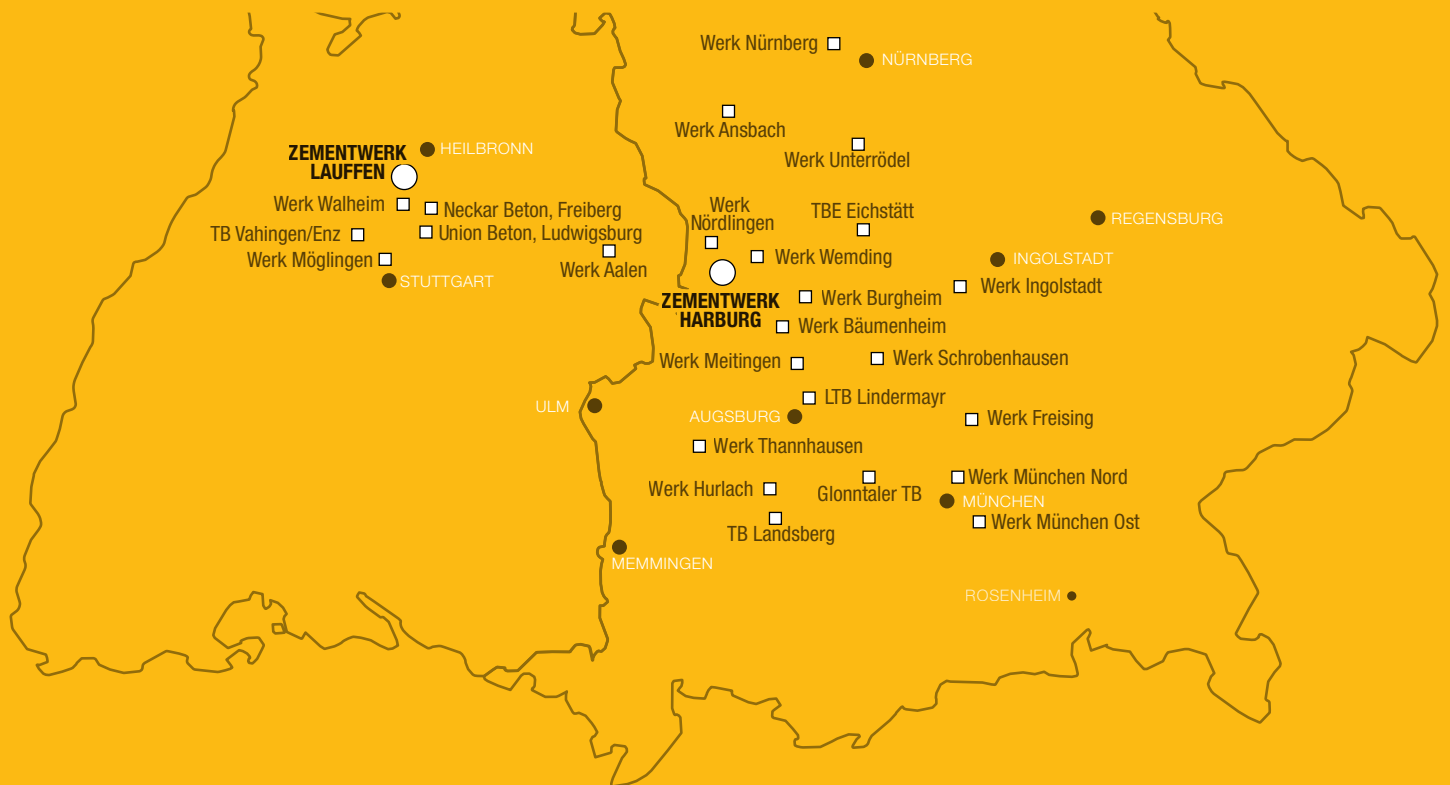 Werk Nürnberg
NÜRNBERG
Werk Ansbach
Werk Unterrödel
ZEMENTWERK
LAUFFEN
HEILBRONN
Werk Walheim
Neckar Beton, Freiberg
TB Vahingen/Enz
Union Beton, Ludwigsburg
Werk Möglingen
STUTTGART
Werk Aalen
Werk
Nördlingen
TBE Eichstätt
REGENSBURG
Werk Wemding
INGOLSTADT
ZEMENTWERK
HARBURG
Werk Burgheim
Werk Ingolstadt
Werk Bäumenheim
Werk Meitingen
Werk Schrobenhausen
ULM
LTB Lindermayr
AUGSBURG
Werk Freising
Werk Thannhausen
Werk Hurlach
Glonntaler TB
Werk München Nord
MÜNCHEN
TB Landsberg
Werk München Ost
MEMMINGEN
ROSENHEIM